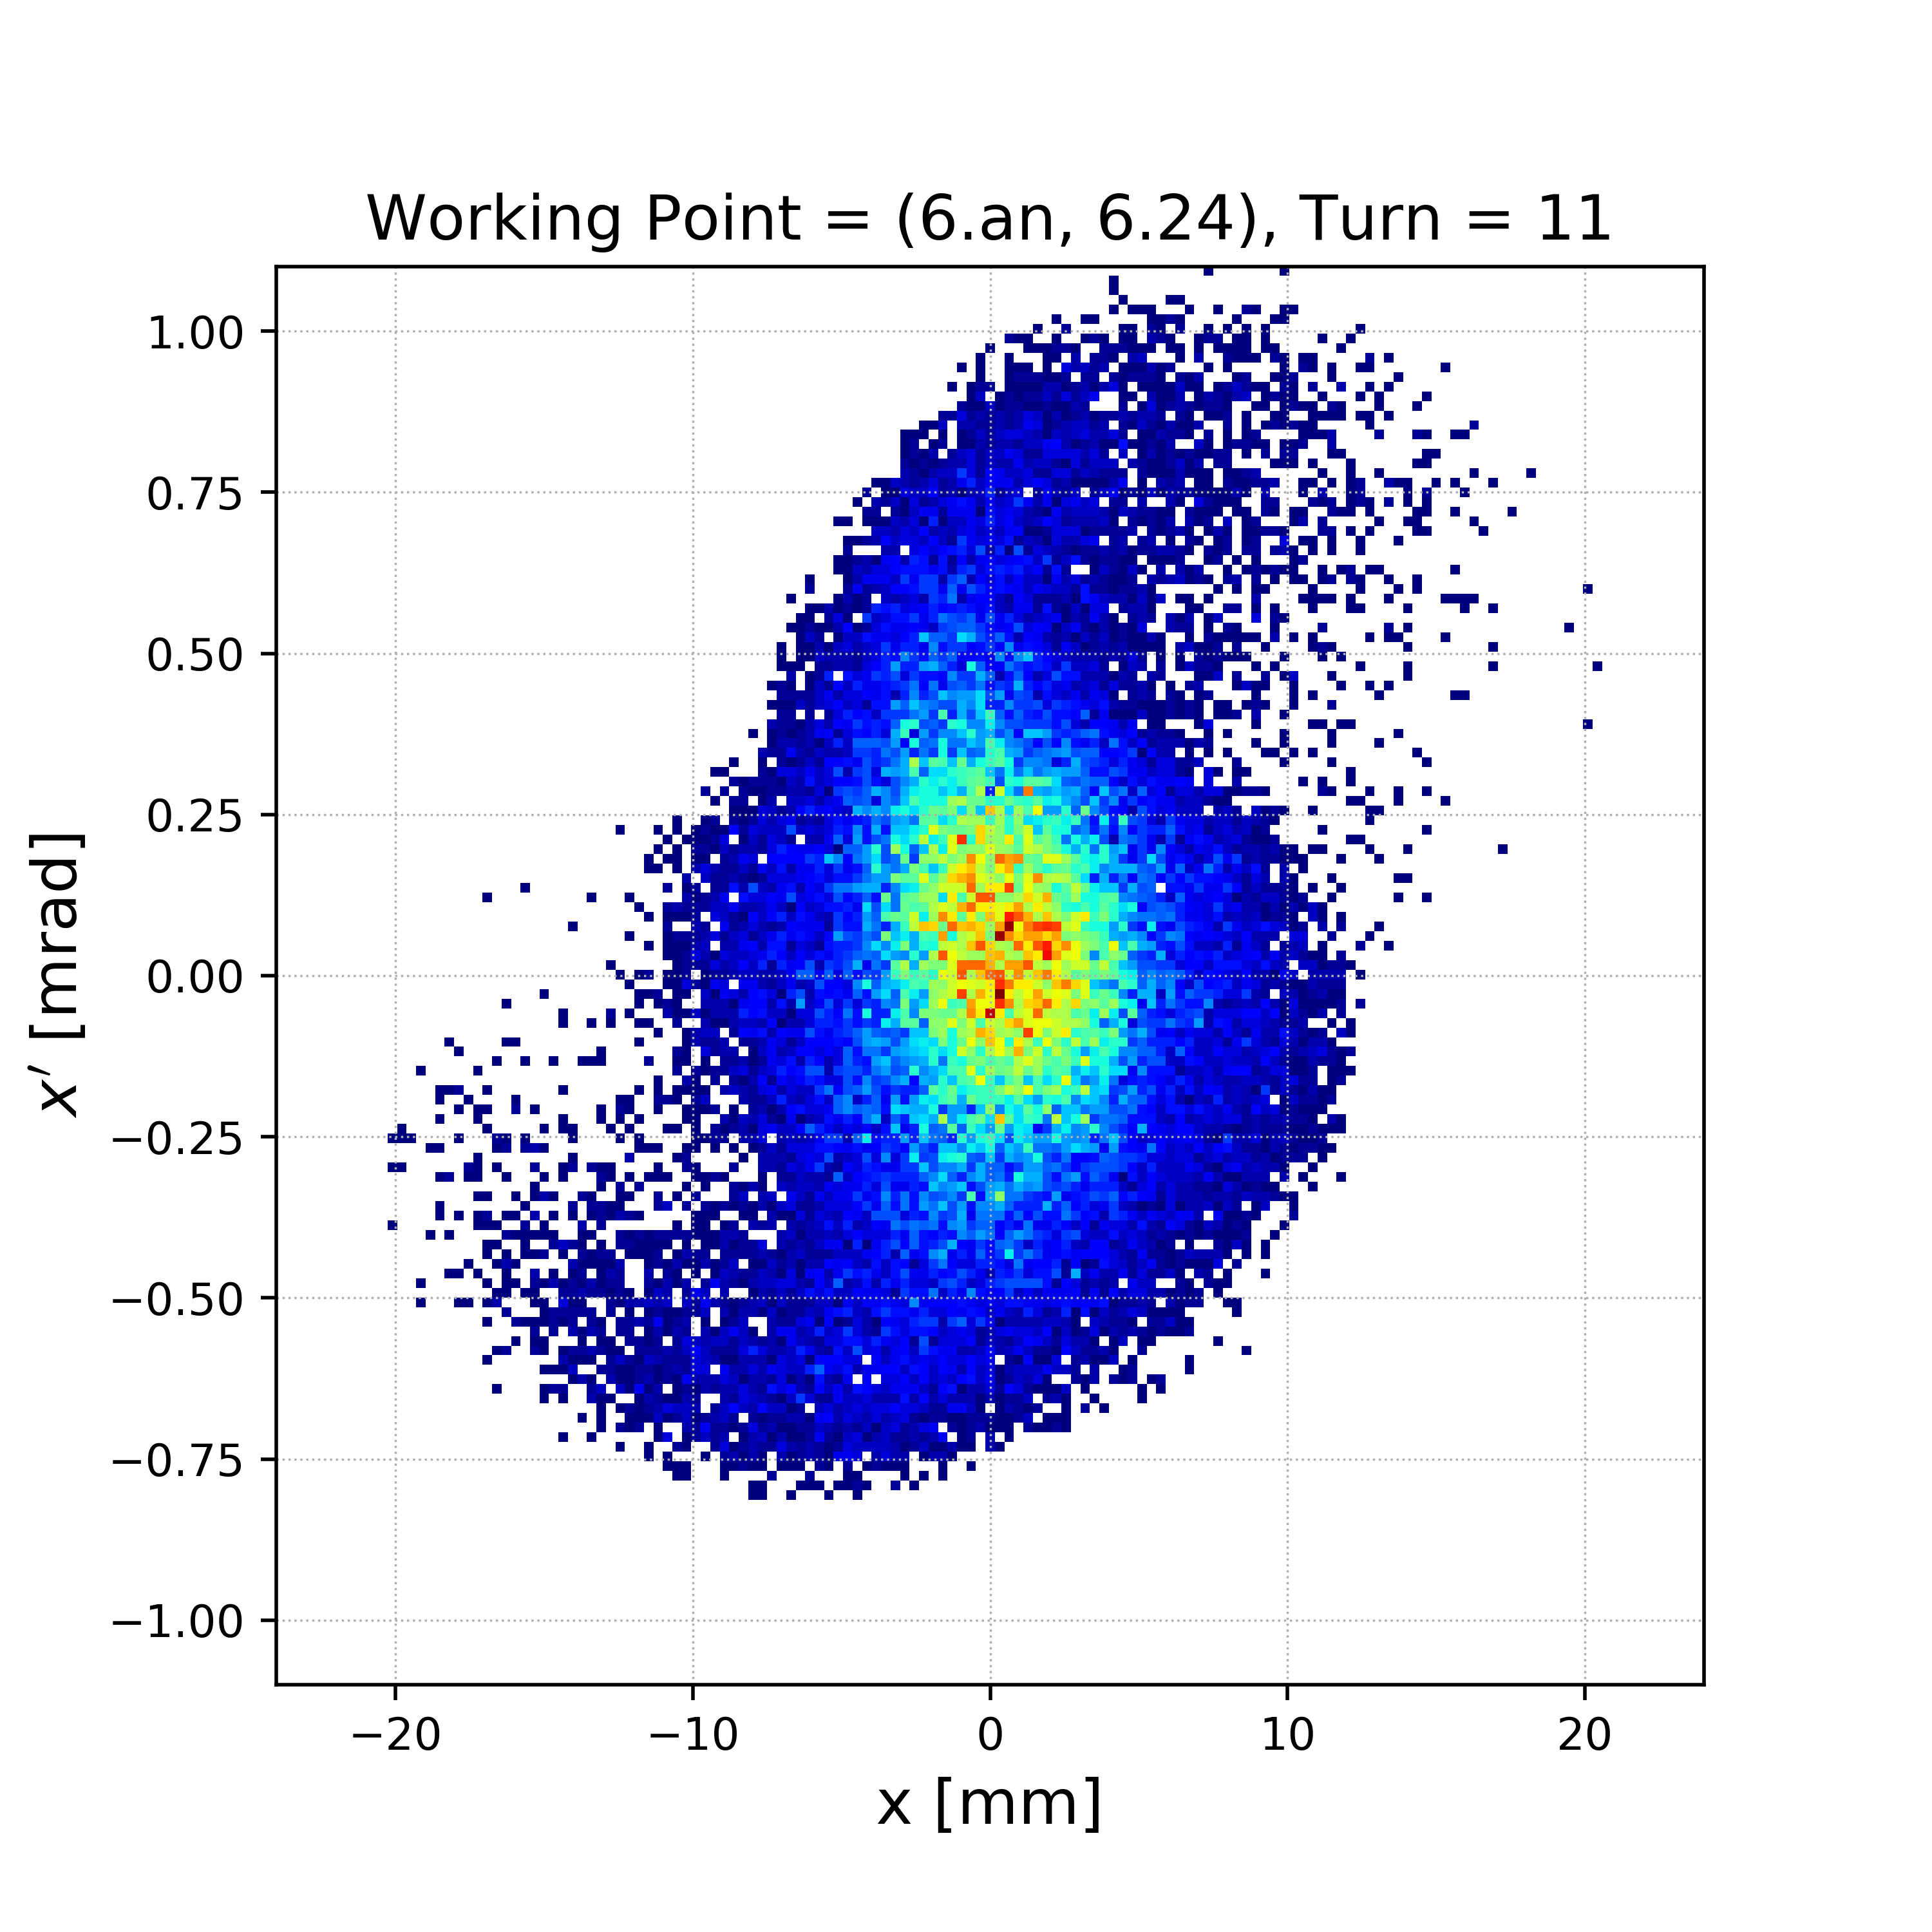 Working Point = (6.an, 6.24), Turn = 11
1.00
0.75
0.50
0.25
0.00
−0.25
−0.50
−0.75
−1.00
x′ [mrad]
−20 −10 0 10 20
x [mm]